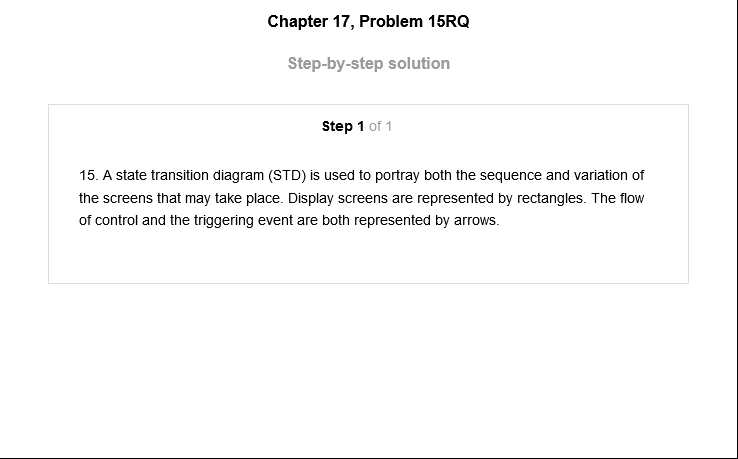 Chapter 17, Problem 15RQ
Step-by-step solution
Step 1 of 1
15. A state transition diagram (STD) is used to portray both the sequence and variation of
the screens that may take place. Display screens are represented by rectangles. The flow
of control and the triggering event are both represented by arrows.